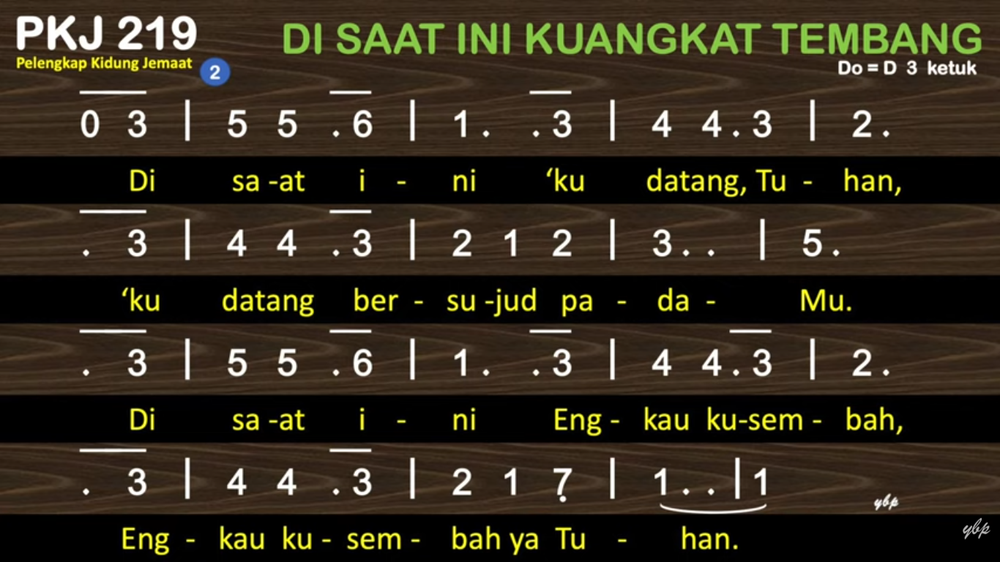 PKJ 219
DI SAAT INI KUANGKAT TEMBANG
Pelengkap Kidung Jemaat
2
Do = D 3 ketuk
0 3 | 5 5 . 6 | 1 . . 3 | 4 4 . 3 | 2 .
Di sa -at i - ni ‘ku datang, Tu - han,
. 3 | 4 4 . 3 | 2 1 2 | 3 . . | 5 .
‘ku datang ber - su -jud pa - da - Mu.
. 3 | 5 5 . 6 | 1 . . 3 | 4 4 . 3 | 2 .
Di sa -at i - ni Eng - kau ku-sem - bah,
. 3 | 4 4 . 3 | 2 1 7̣ | 1 . . | 1
ybp
Eng - kau ku - sem - bah ya Tu - han.
ybp